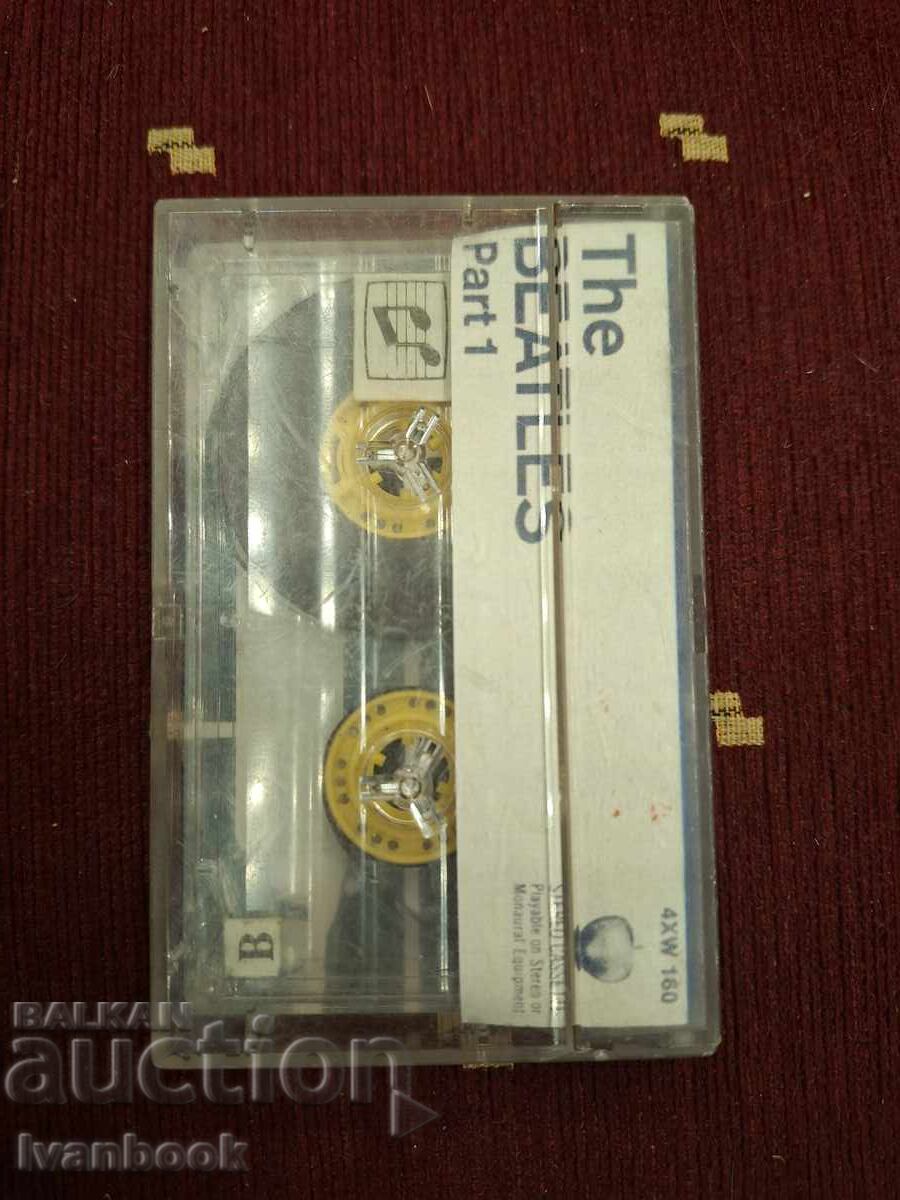 The
BEATLES
Part 1
4XW 160
STEREO CASSETTE
Playable on Stereo or
Monaural Equipment
B
BALKAN
auction
Ivanbook